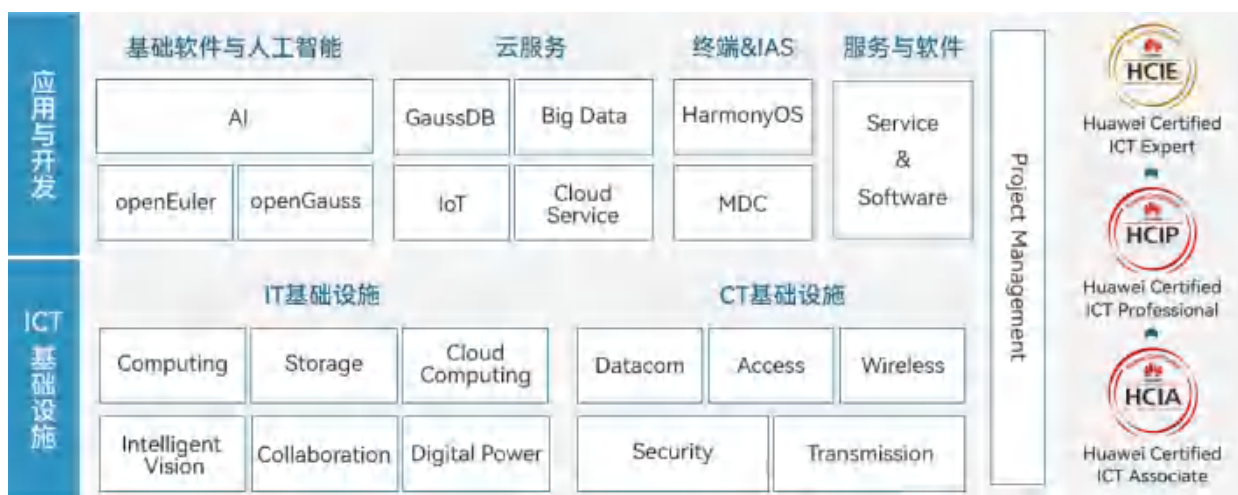 应用与开发
基础软件与人工智能
AI
openEuler
openGauss
云服务
GaussDB
Big Data
IoT
Cloud
Service
终端&IAS
HarmonyOS
MDC
服务与软件
Service
&
Software
ICT
基础设施
IT基础设施
Computing
Storage
Cloud
Computing
Intelligent
Vision
Collaboration
Digital Power
CT基础设施
Datacom
Access
Wireless
Security
Transmission
Project Management
HCIE
Huawei Certified
ICT Expert
HCIP
Huawei Certified
ICT Professional
HCIA
Huawei Certified
ICT Associate